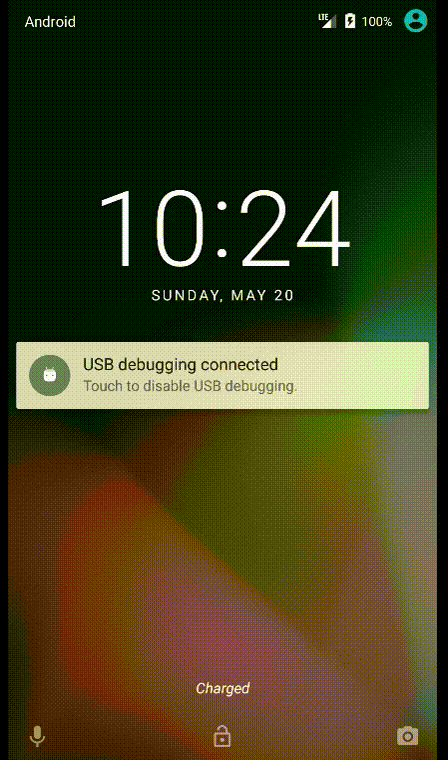 Android LTE 100%
10:24
SUNDAY, MAY 20
USB debugging connected
Touch to disable USB debugging.
Charged